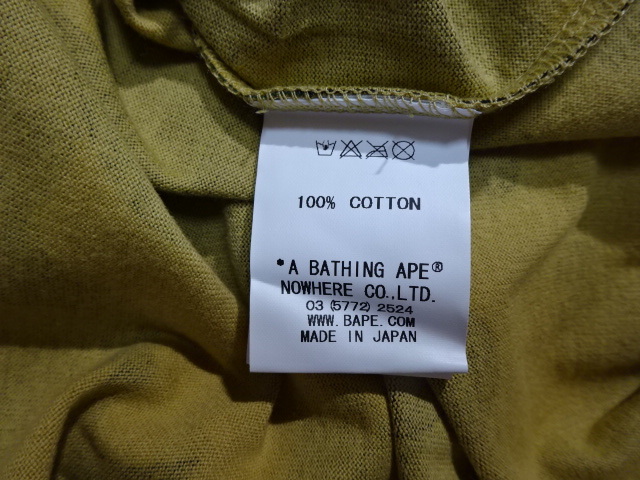 100% COTTON
*A BATHING APE®
NOWHERE CO.,LTD.
03 (5772) 2524
WWW.BAPE.COM
MADE IN JAPAN